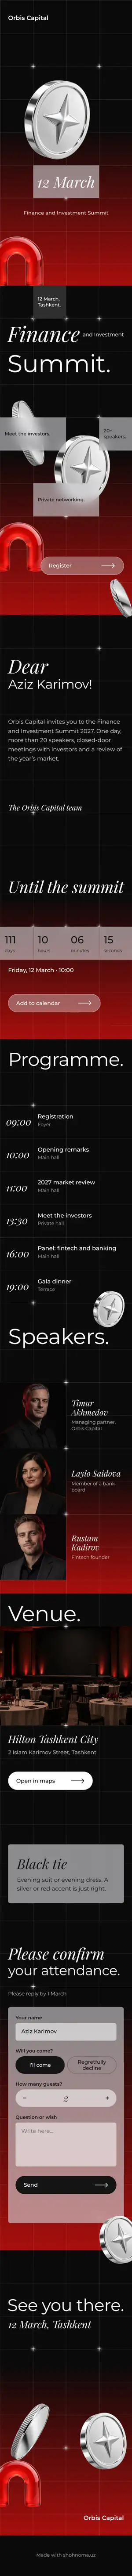 Orbis Capital
12 March
Finance and Investment Summit
12 March,
Tashkent.
Finance and Investment
Summit.
Meet the investors.
20+
speakers.
Private networking.
Register
Dear
Aziz Karimov!
Orbis Capital invites you to the Finance
and Investment Summit 2027. One day,
more than 20 speakers, closed-door
meetings with investors and a review of
the year's market.
The Orbis Capital team
Until the summit
111
days
10
hours
06
minutes
15
seconds
Friday, 12 March · 10:00
Add to calendar
Programme.
09:00
Registration
Foyer
10:00
Opening remarks
Main hall
11:00
2027 market review
Main hall
13:30
Meet the investors
Private hall
16:00
Panel: fintech and banking
Main hall
19:00
Gala dinner
Terrace
Speakers.
Timur
Akhmedov
Managing partner,
Orbis Capital
Laylo Saidova
Member of a bank
board
Rustam
Kadirov
Fintech founder
Venue.
Hilton Tashkent City
2 Islam Karimov Street, Tashkent
Open in maps
Black tie
Evening suit or evening dress. A
silver or red accent is just right.
Please confirm
your attendance.
Please reply by 1 March
Your name
Aziz Karimov
Will you come?
I'll come
Regretfully
decline
How many guests?
− 2 +
Question or wish
Write here...
Send
See you there.
12 March, Tashkent
Orbis Capital
Made with shohnoma.uz